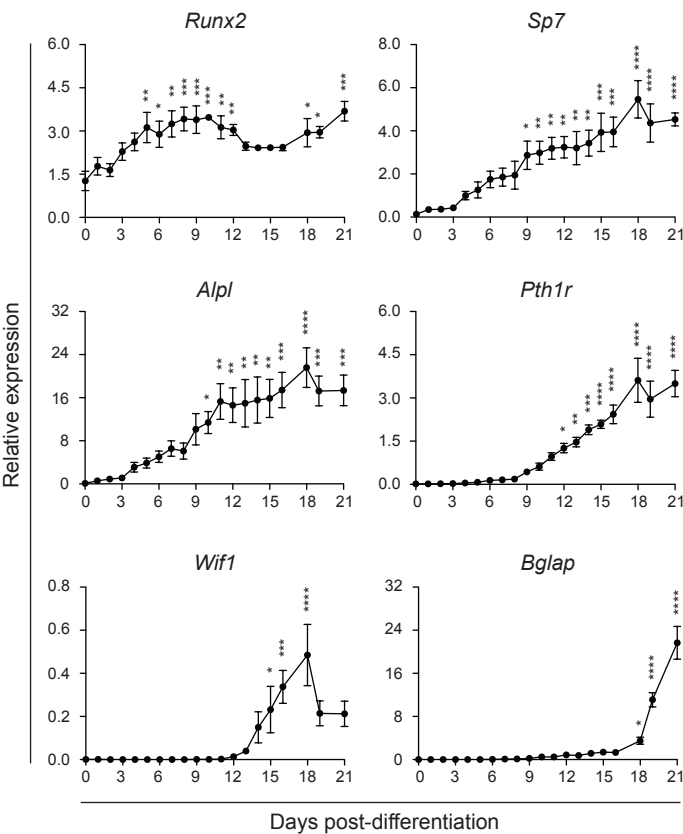 Relative expression
Runx2
6.0
4.5
3.0
1.5
0.0
** * ** *** *** *** ** ** * * ***
0 3 6 9 12 15 18 21
Sp7
8.0
6.0
4.0
2.0
0.0
* ** *** ** ** ** *** *** **** **** ****
0 3 6 9 12 15 18 21
Alpl
32
24
16
8
0
* ** ** ** ** ** *** **** *** ***
0 3 6 9 12 15 18 21
Pth1r
6.0
4.5
3.0
1.5
0.0
* ** *** **** **** **** **** ****
0 3 6 9 12 15 18 21
Wif1
0.8
0.6
0.4
0.2
0.0
* *** ****
0 3 6 9 12 15 18 21
Bglap
32
24
16
8
0
* **** ****
0 3 6 9 12 15 18 21
Days post-differentiation